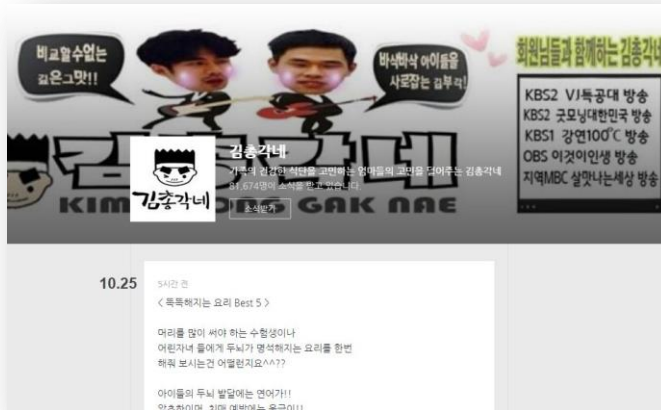 비교할수없는
깊은그맛!!
바삭바삭 아이들을
사로잡는 김부각!
회원님들과 함께하는 김총각네
KBS2 VJ특공대 방송
KBS2 굿모닝대한민국 방송
KBS1 강연100℃ 방송
OBS 이것이인생 방송
지역MBC 살맛나는세상 방송
김총각네
KIM
GAK NAE
김총각네
김총각네
가족의 건강한 식단을 고민하는 엄마들의 고민을 덜어주는 김총각네
81,674명이 소식을 받고 있습니다.
소식받기
10.25
5시간 전
< 똑똑해지는 요리 Best 5 >
머리를 많이 써야 하는 수험생이나
어린자녀 들에게 두뇌가 명석해지는 요리를 한번
해줘 보시는건 어떨런지요^^??
아이들의 두뇌 발달에는 연어가!!